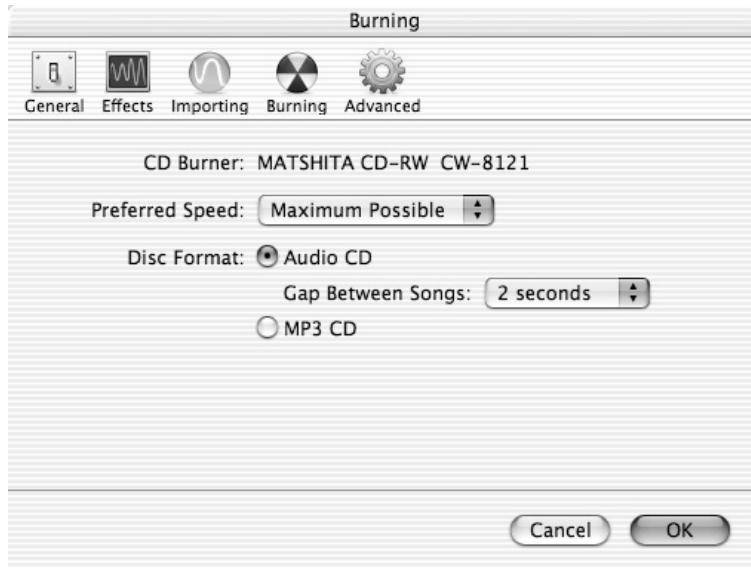 Burning
General Effects Importing Burning Advanced
CD Burner: MATSHITA CD-RW CW-8121
Preferred Speed: Maximum Possible
Disc Format: Audio CD
Gap Between Songs: 2 seconds
MP3 CD
Cancel OK